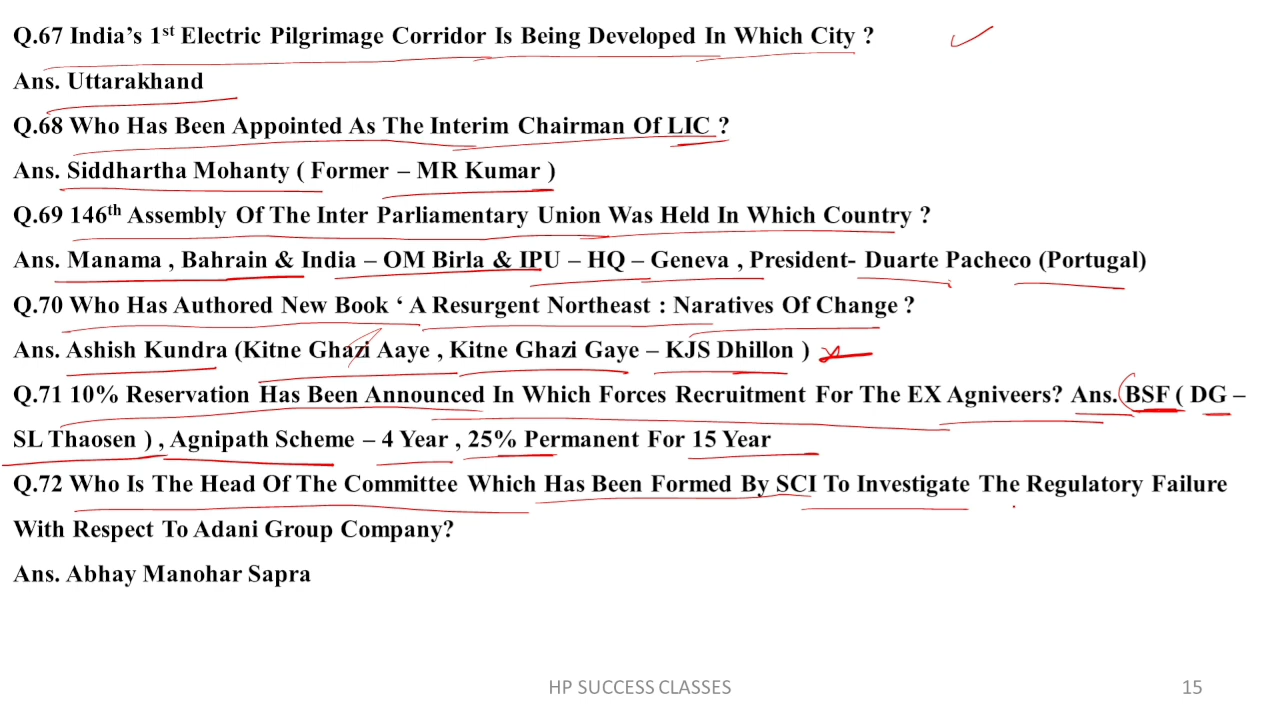 Q.67 India’s 1st Electric Pilgrimage Corridor Is Being Developed In Which City ?
Ans. Uttarakhand
Q.68 Who Has Been Appointed As The Interim Chairman Of LIC ?
Ans. Siddhartha Mohanty ( Former – MR Kumar )
Q.69 146th Assembly Of The Inter Parliamentary Union Was Held In Which Country ?
Ans. Manama , Bahrain & India – OM Birla & IPU – HQ – Geneva , President- Duarte Pacheco (Portugal)
Q.70 Who Has Authored New Book ‘ A Resurgent Northeast : Naratives Of Change ?
Ans. Ashish Kundra (Kitne Ghazi Aaye , Kitne Ghazi Gaye – KJS Dhillon )
Q.71 10% Reservation Has Been Announced In Which Forces Recruitment For The EX Agniveers? Ans. BSF ( DG –
SL Thaosen ) , Agnipath Scheme – 4 Year , 25% Permanent For 15 Year
Q.72 Who Is The Head Of The Committee Which Has Been Formed By SCI To Investigate The Regulatory Failure
With Respect To Adani Group Company?
Ans. Abhay Manohar Sapra
HP SUCCESS CLASSES
15